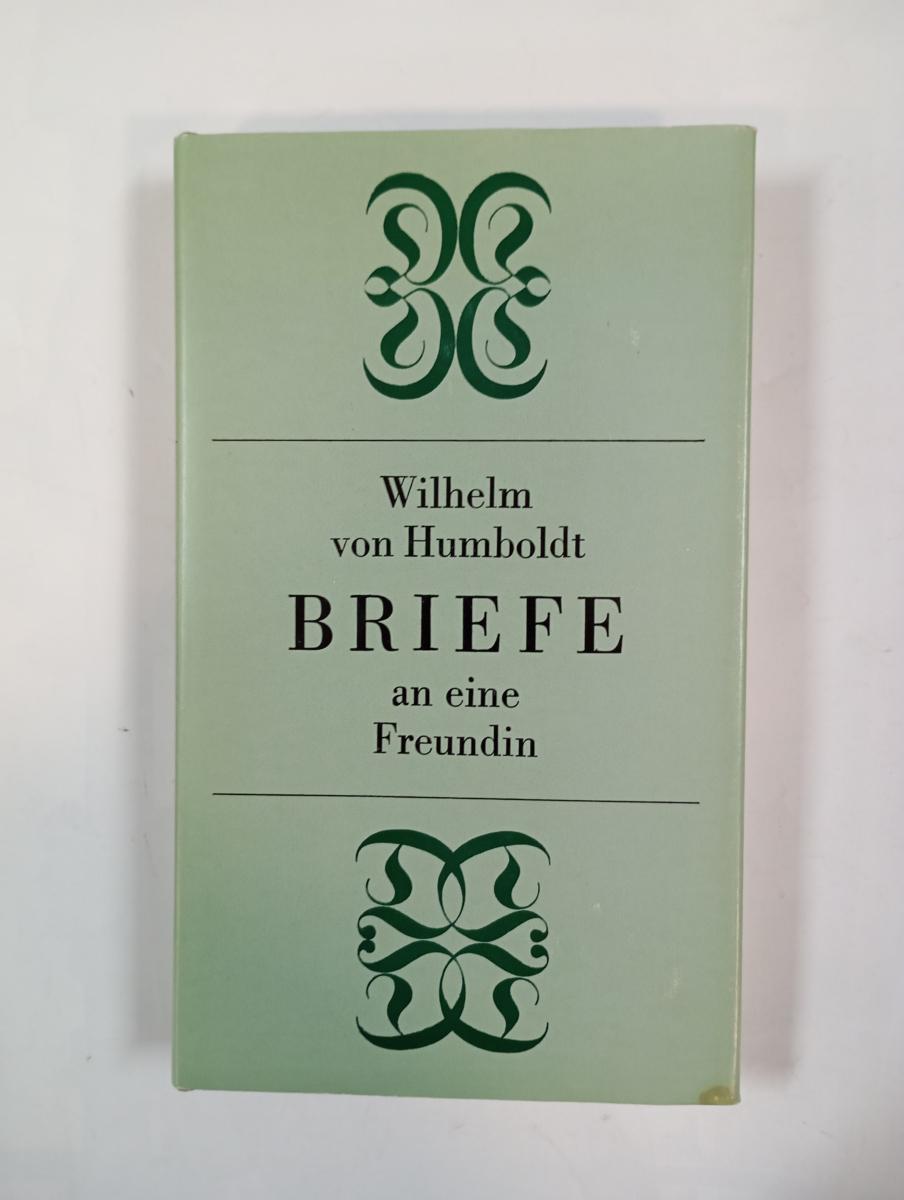 Wilhelm
von Humboldt
BRIEFE
an eine
Freundin